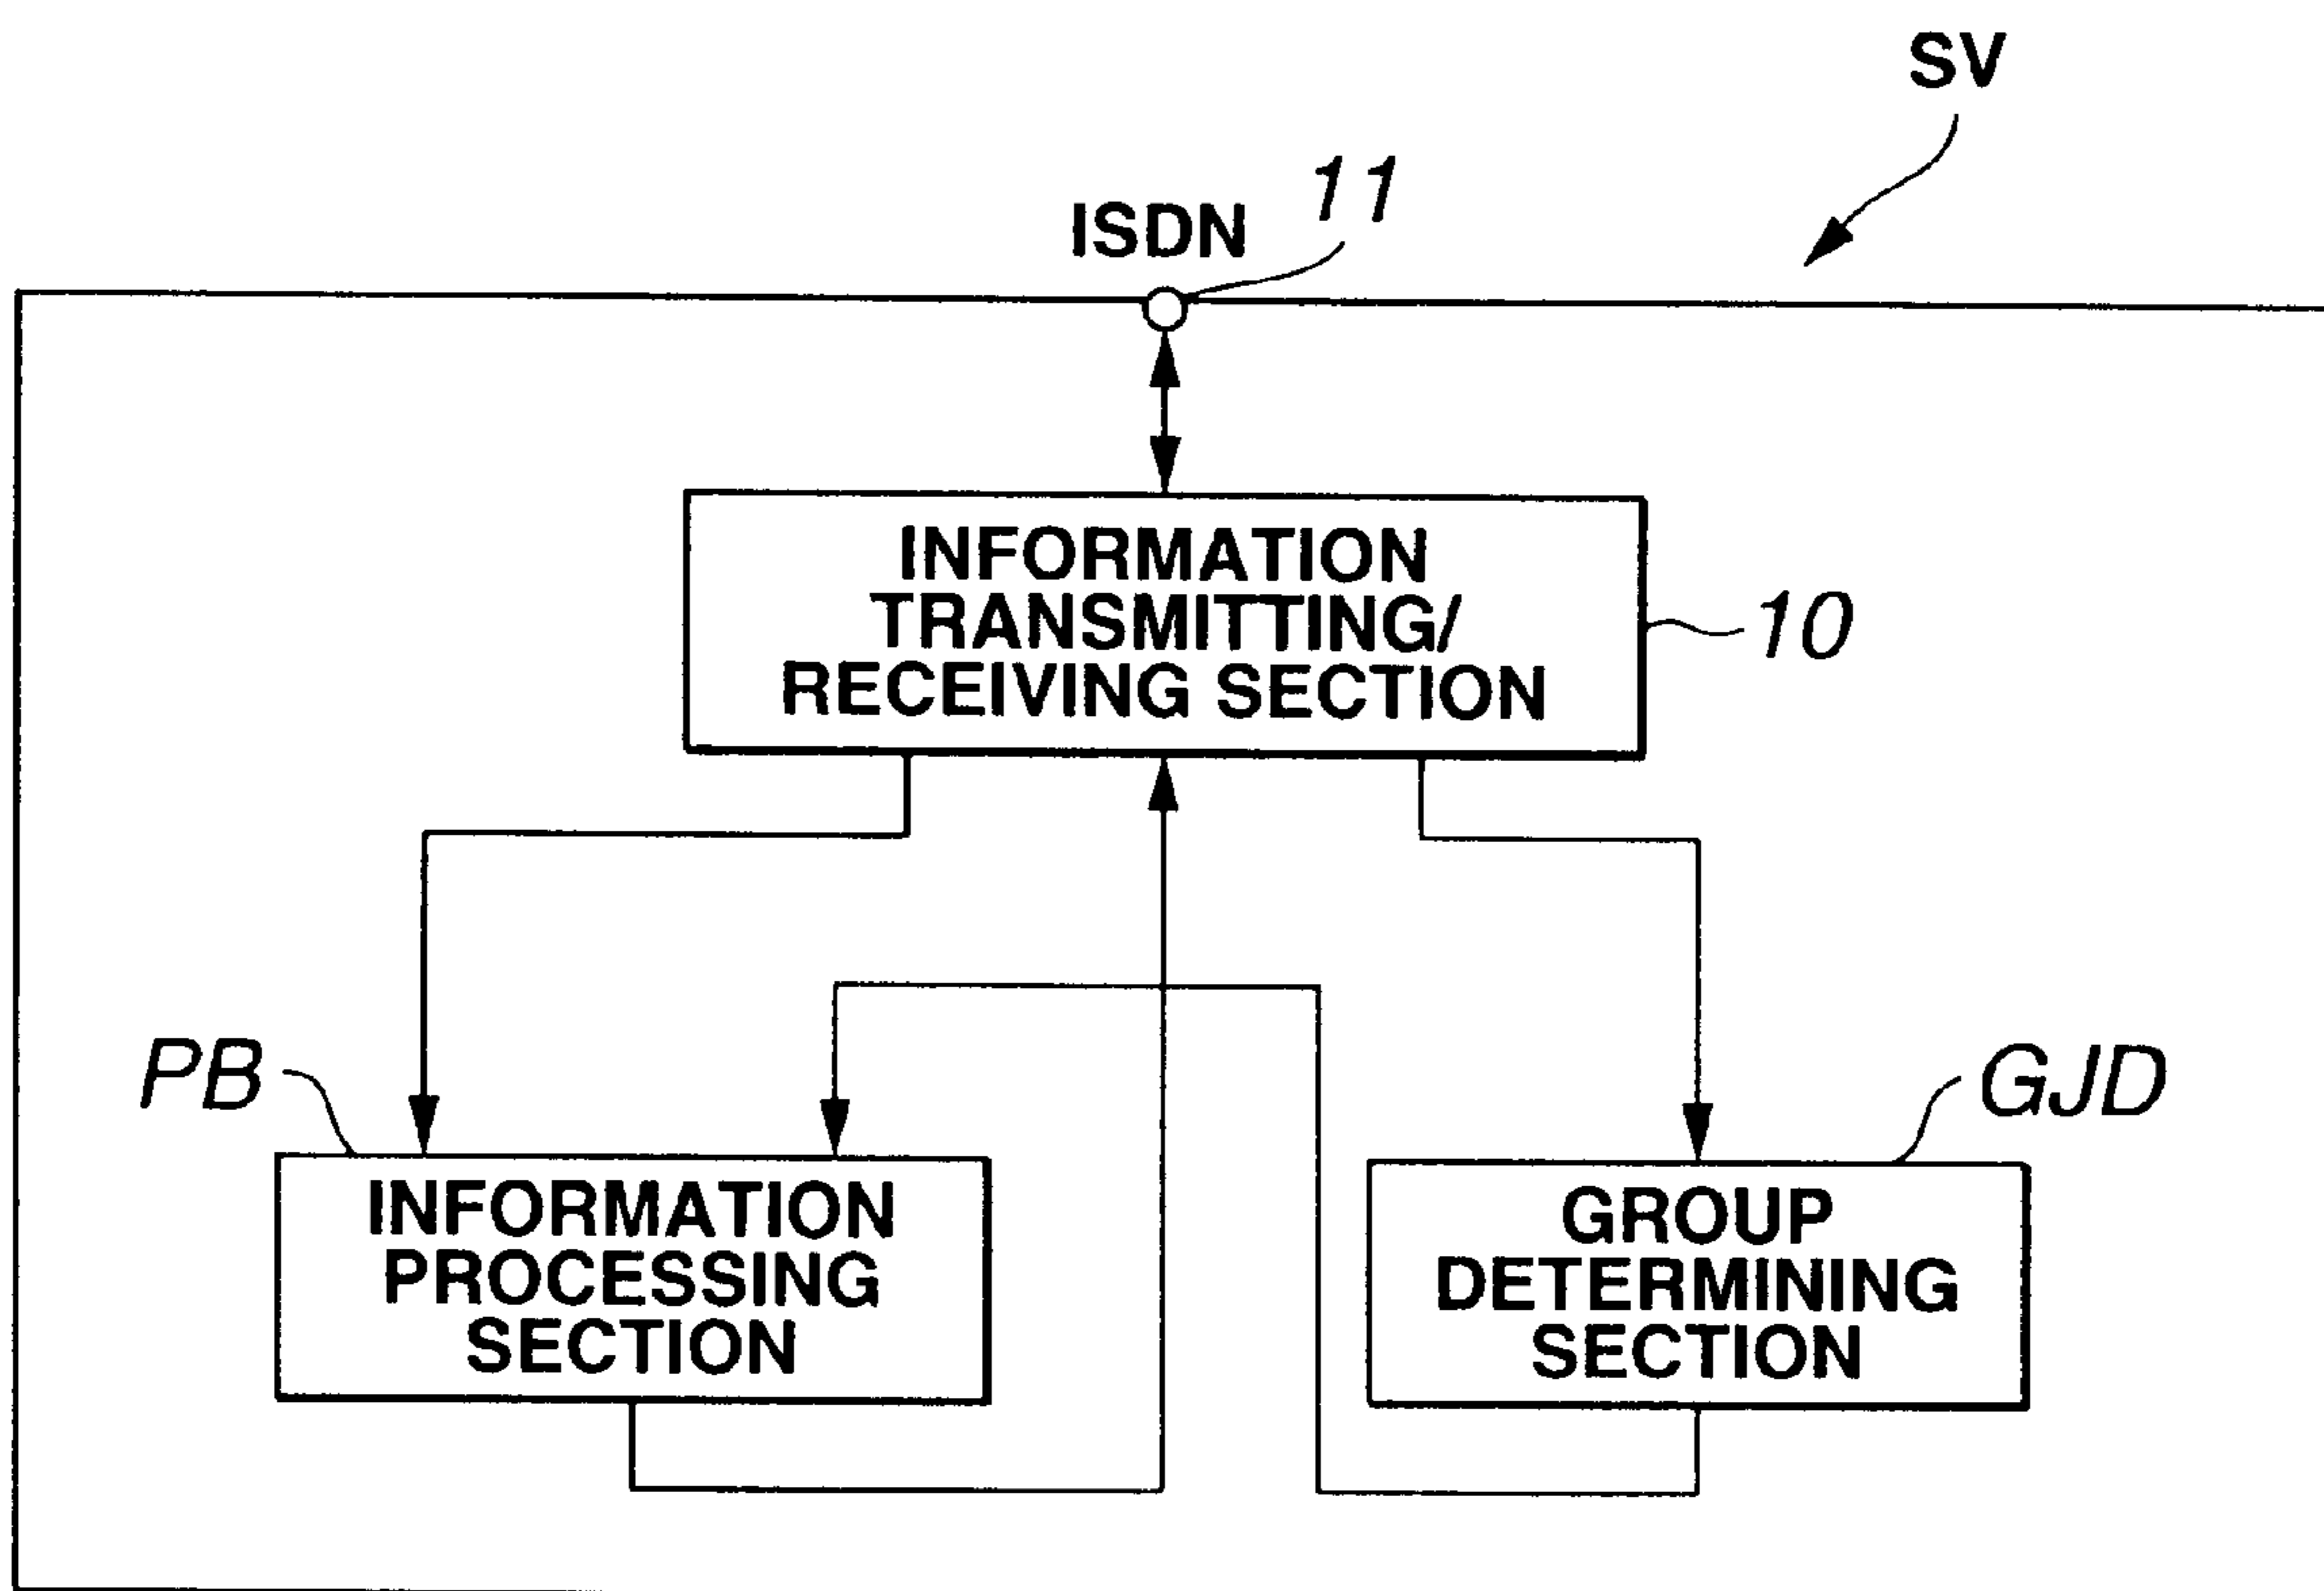 SV
ISDN 11
INFORMATION
TRANSMITTING/
RECEIVING SECTION
10
PB
GJD
INFORMATION
PROCESSING
SECTION
GROUP
DETERMINING
SECTION